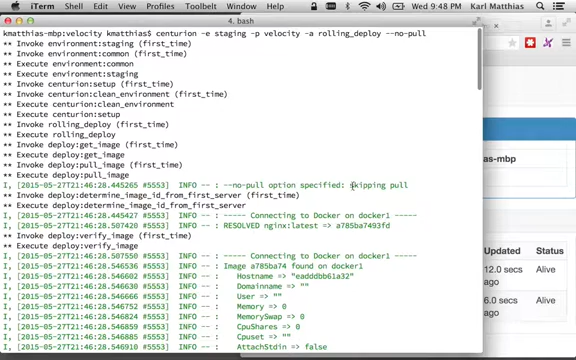 iTerm Shell Edit View Profiles Toolbelt Window Help Wed 9:48 PM Karl Matthias
4. bash
kmatthias-mbp:velocity kmatthias$ centurion -e staging -p velocity -a rolling_deploy --no-pull
** Invoke environment:staging (first_time)
** Invoke environment:common (first_time)
** Execute environment:common
** Execute environment:staging
** Invoke centurion:setup (first_time)
** Invoke centurion:clean_environment (first_time)
** Execute centurion:clean_environment
** Execute centurion:setup
** Invoke rolling_deploy (first_time)
** Execute rolling_deploy
** Invoke deploy:get_image (first_time)
** Execute deploy:get_image
** Invoke deploy:pull_image (first_time)
** Execute deploy:pull_image
I, [2015-05-27T21:46:28.445265 #5553] INFO -- : --no-pull option specified: skipping pull
** Invoke deploy:determine_image_id_from_first_server (first_time)
** Execute deploy:determine_image_id_from_first_server
I, [2015-05-27T21:46:28.445427 #5553] INFO -- : ----- Connecting to Docker on docker1 -----
I, [2015-05-27T21:46:28.507420 #5553] INFO -- : RESOLVED nginx:latest => a785ba7493fd
** Invoke deploy:verify_image (first_time)
** Execute deploy:verify_image
I, [2015-05-27T21:46:28.507550 #5553] INFO -- : ----- Connecting to Docker on docker1 -----
I, [2015-05-27T21:46:28.546536 #5553] INFO -- : Image a785ba74 found on docker1
I, [2015-05-27T21:46:28.546602 #5553] INFO -- : Hostname => "eadddbb61a32"
I, [2015-05-27T21:46:28.546639 #5553] INFO -- : Domainname => ""
I, [2015-05-27T21:46:28.546666 #5553] INFO -- : User => ""
I, [2015-05-27T21:46:28.546752 #5553] INFO -- : Memory => 0
I, [2015-05-27T21:46:28.546824 #5553] INFO -- : MemorySwap => 0
I, [2015-05-27T21:46:28.546854 #5553] INFO -- : CpuShares => 0
I, [2015-05-27T21:46:28.546882 #5553] INFO -- : Cpuset => ""
I, [2015-05-27T21:46:28.546910 #5553] INFO -- : AttachStdin => false
s-mbp
Updated Status
12.0 secs ago Alive
6.0 secs ago Alive